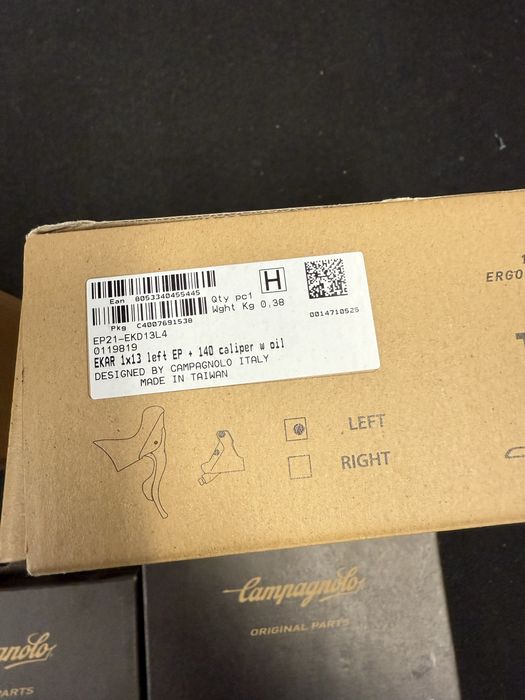 Ean 8053340455445
Qty pc1
H
Pkg C4007691538
Wght Kg 0,38
0014710525
EP21-EKD13L4
0119819
EKAR 1x13 left EP + 140 caliper w oil
DESIGNED BY CAMPAGNOLO ITALY
MADE IN TAIWAN
ERGO
LEFT
RIGHT
Campagnolo
ORIGINAL PARTS